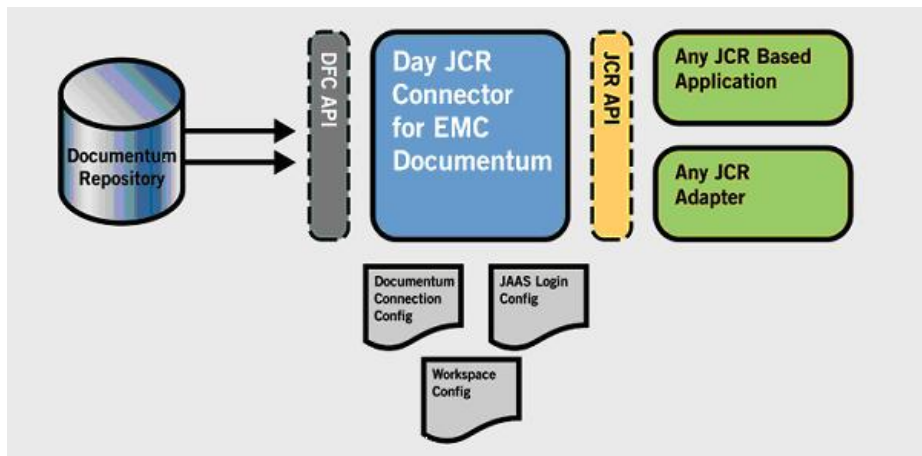 Documentum
Repository
DFC API
Day JCR
Connector
for EMC
Documentum
JCR API
Any JCR Based
Application
Any JCR
Adapter
Documentum
Connection
Config
JAAS Login
Config
Workspace
Config